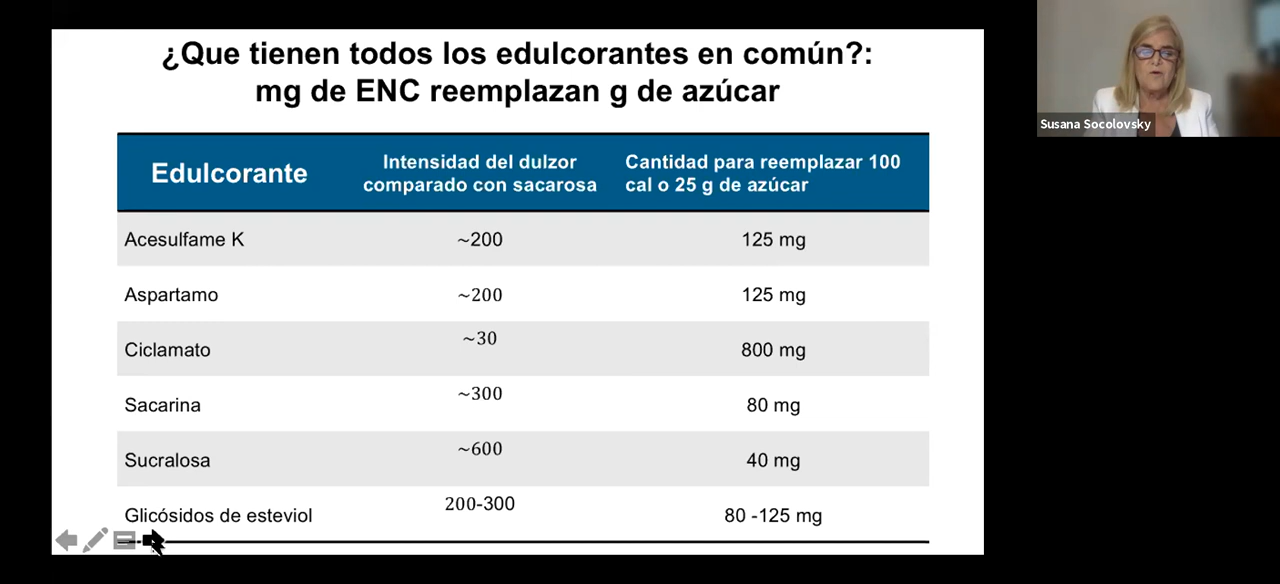 ¿Que tienen todos los edulcorantes en común?:
mg de ENC reemplazan g de azúcar
Susana Socolovsky
Edulcorante
Intensidad del dulzor
comparado con sacarosa
Cantidad para reemplazar 100
cal o 25 g de azúcar
Acesulfame K ~200 125 mg
Aspartamo ~200 125 mg
Ciclamato ~30 800 mg
Sacarina ~300 80 mg
Sucralosa ~600 40 mg
Glicósidos de esteviol 200-300 80 -125 mg